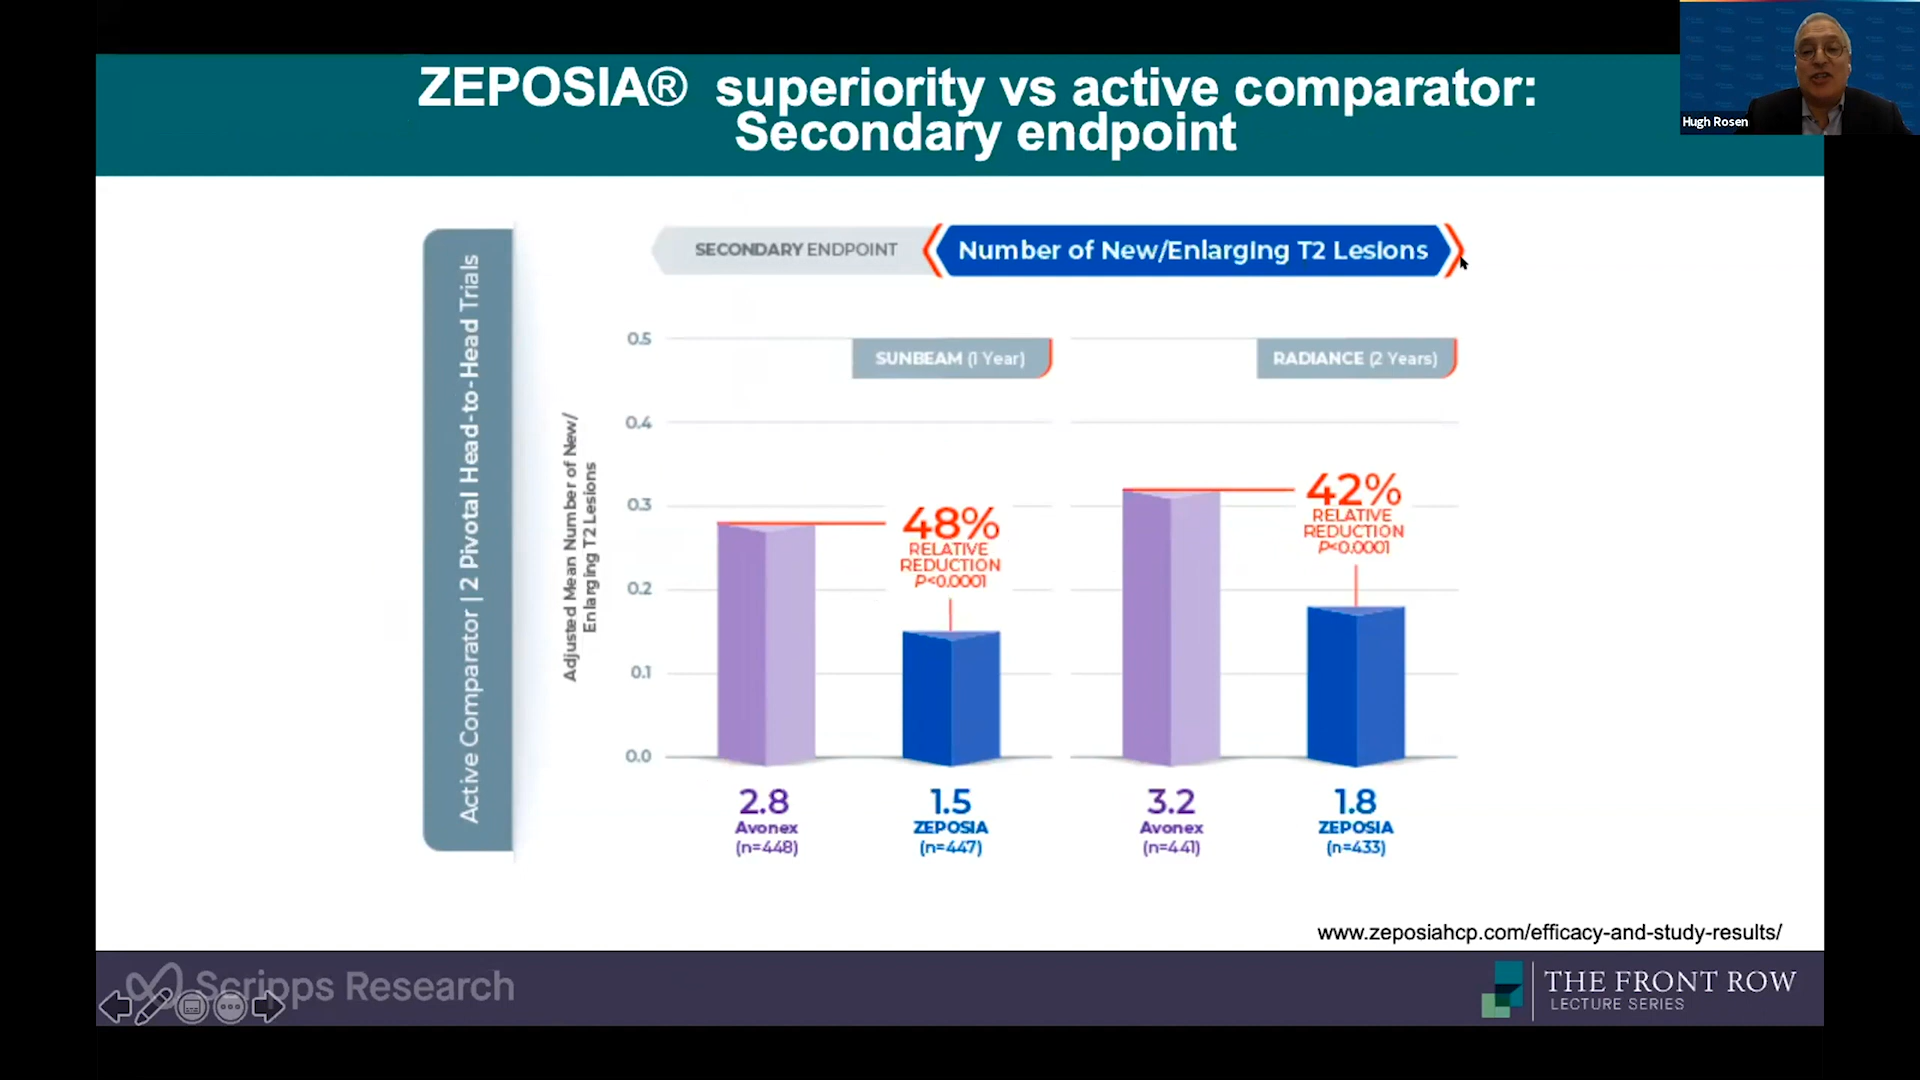 ZEPOSIA® superiority vs active comparator:
Secondary endpoint
Hugh Rosen
SECONDARY ENDPOINT
Number of New/Enlarging T2 Lesions
Active Comparator | 2 Pivotal Head-to-Head Trials
Adjusted Mean Number of New/
Enlarging T2 Lesions
0.5
0.4
0.3
0.2
0.1
0.0
SUNBEAM (1 Year)
48%
RELATIVE
REDUCTION
P<0.0001
2.8
Avonex
(n=448)
1.5
ZEPOSIA
(n=447)
RADIANCE (2 Years)
42%
RELATIVE
REDUCTION
P<0.0001
3.2
Avonex
(n=441)
1.8
ZEPOSIA
(n=433)
www.zeposiahcp.com/efficacy-and-study-results/
Scripps Research
THE FRONT ROW
LECTURE SERIES